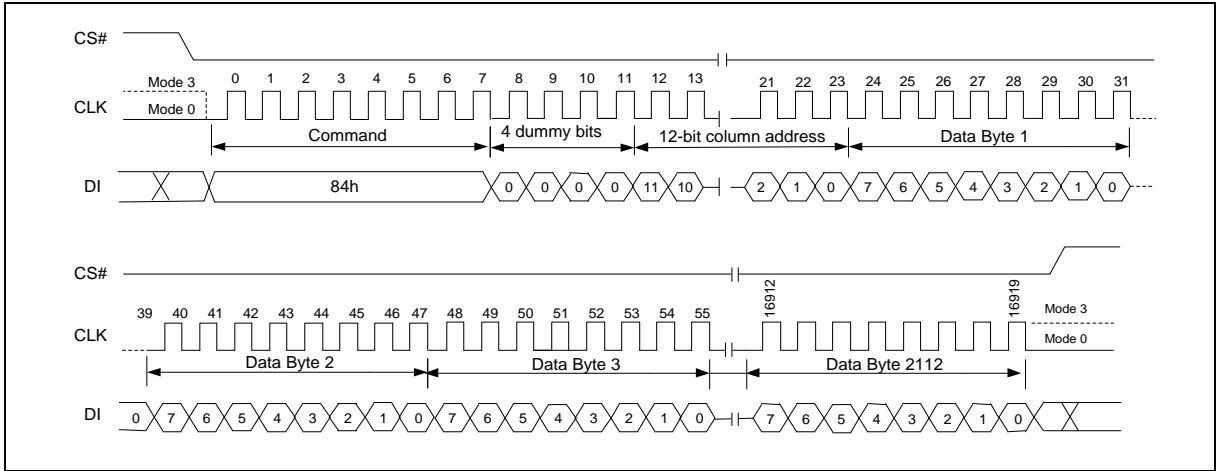 CS#
Mode 3
0 1 2 3 4 5 6 7 8 9 10 11 12 13 21 22 23 24 25 26 27 28 29 30 31
CLK
Mode 0
Command 4 dummy bits 12-bit column address Data Byte 1
DI 84h 0 0 0 0 11 10 2 1 0 7 6 5 4 3 2 1 0
CS#
39 40 41 42 43 44 45 46 47 48 49 50 51 52 53 54 55 16912 16919 Mode 3
CLK Mode 0
Data Byte 2 Data Byte 3 Data Byte 2112
DI 0 7 6 5 4 3 2 1 0 7 6 5 4 3 2 1 0 7 6 5 4 3 2 1 0